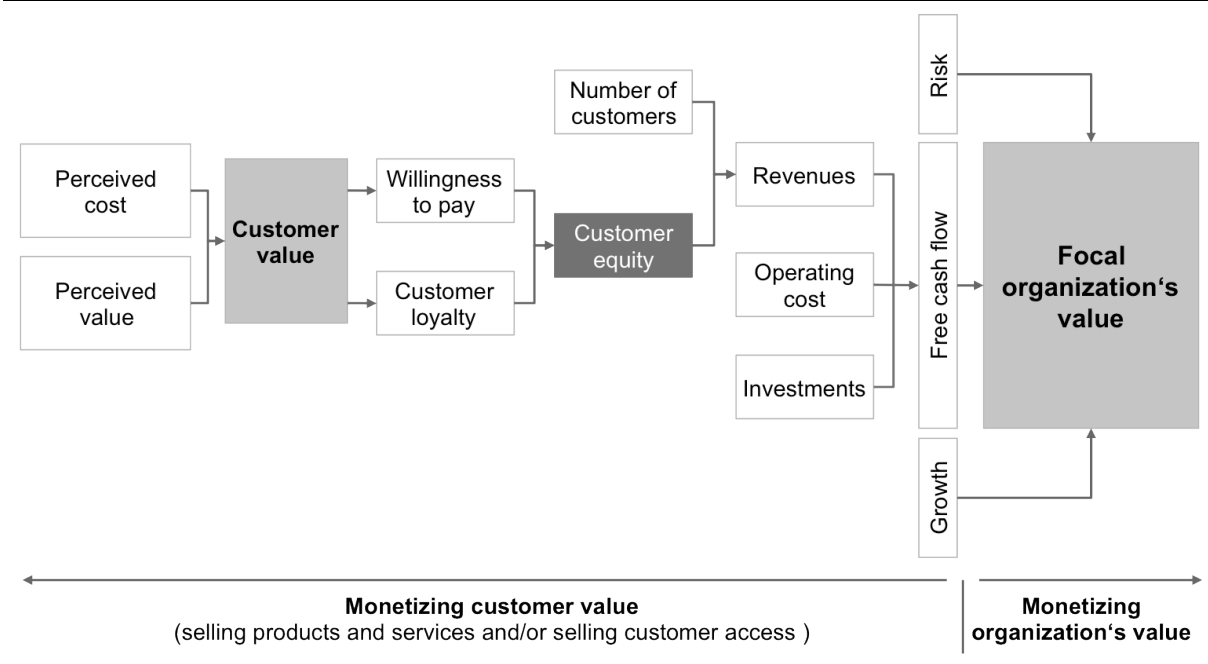 Perceived
cost
Perceived
value
Customer
value
Willingness
to pay
Customer
loyalty
Number of
customers
Customer
equity
Revenues
Operating
cost
Investments
Risk
Free cash flow
Growth
Focal
organization‘s
value
Monetizing customer value
(selling products and services and/or selling customer access )
Monetizing
organization‘s value